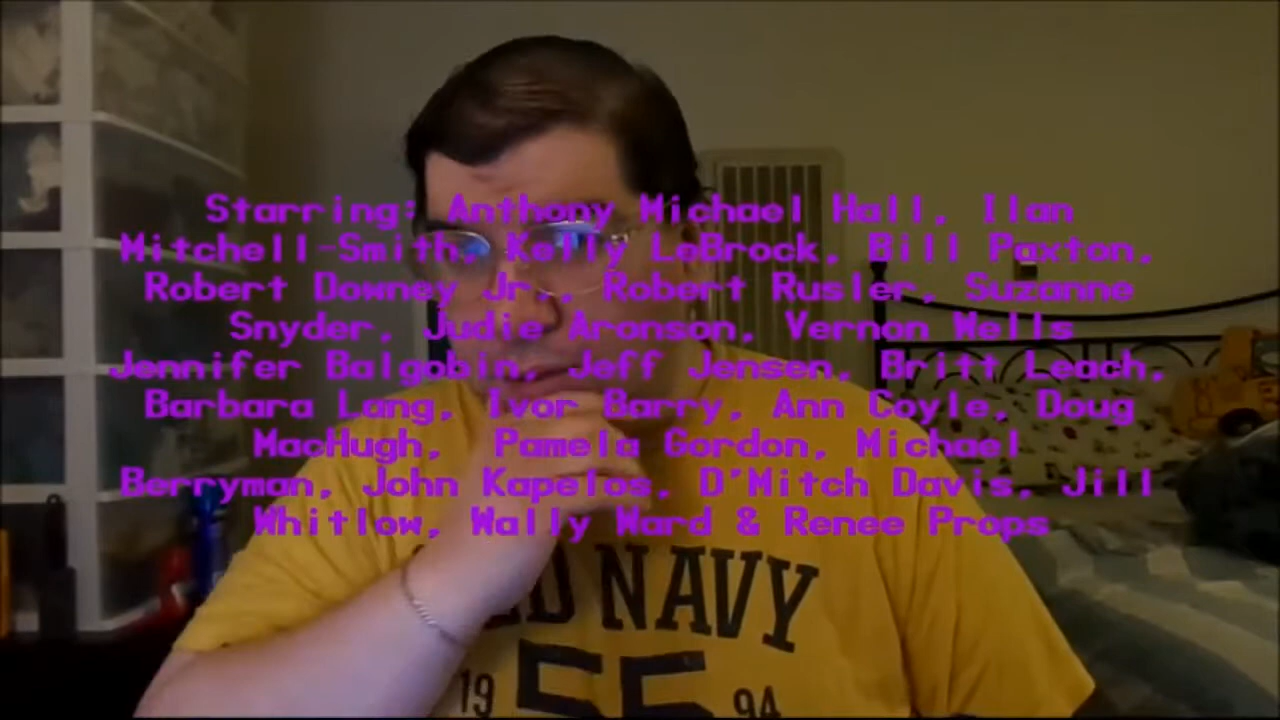 Starring: Anthony Michael Hall, Ilan
Mitchell-Smith, Kelly LeBrock, Bill Paxton,
Robert Downey Jr., Robert Rusler, Suzanne
Snyder, Judie Aronson, Vernon Wells
Jennifer Balgobin, Jeff Jensen, Britt Leach,
Barbara Lang, Ivor Barry, Ann Coyle, Doug
MacHugh, Pamela Gordon, Michael
Berryman, John Kapelos, D'Mitch Davis, Jill
Whitlow, Wally Ward & Renee Props
NAVY
19 55 94